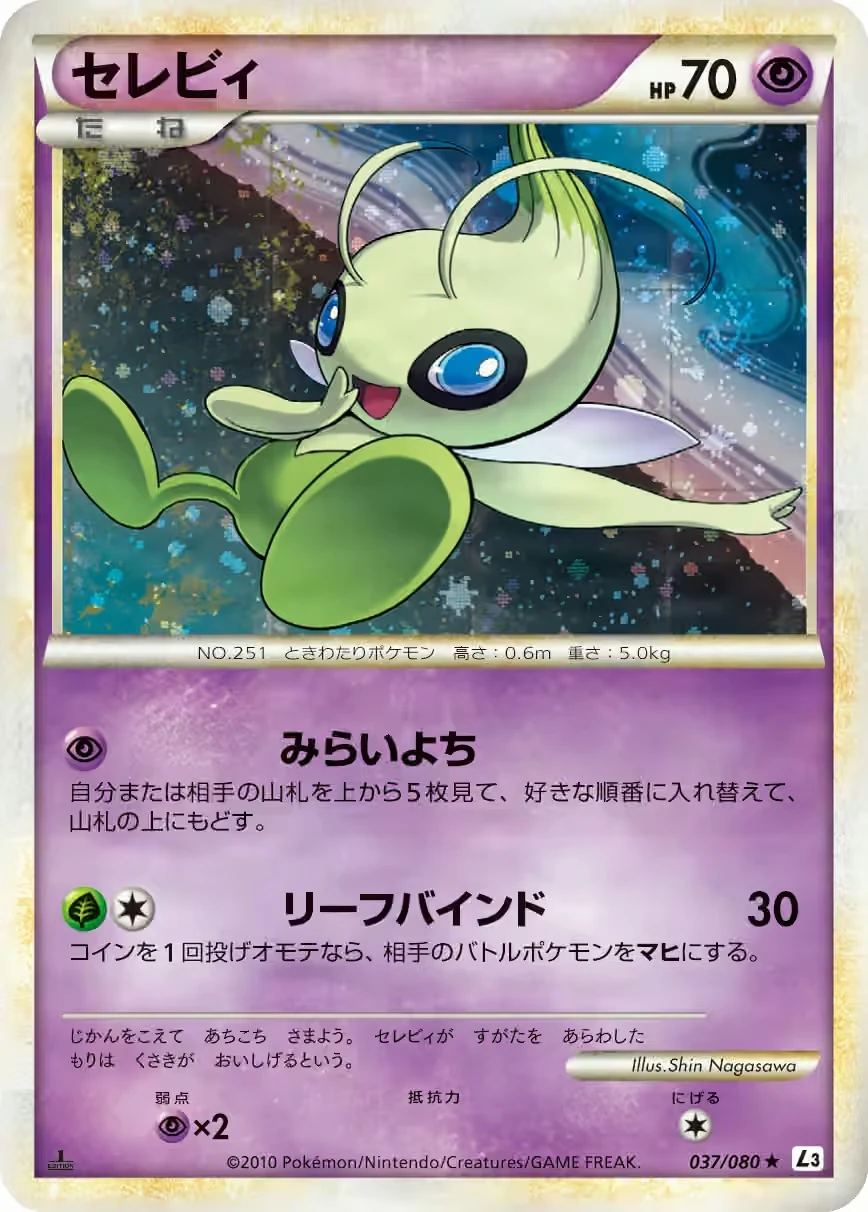 セレビィ HP70
たね
NO.251 ときわたりポケモン 高さ：0.6m 重さ：5.0kg
みらいよち
自分または相手の山札を上から5枚見て、好きな順番に入れ替えて、
山札の上にもどす。
リーフバインド 30
コインを1回投げオモテなら、相手のバトルポケモンをマヒにする。
じかんをこえて あちこち さまよう。 セレビィが すがたを あらわした
もりは くさきが おいしげるという。
Illus.Shin Nagasawa
弱点 抵抗力 にげる
×2
1 EDITION ©2010 Pokémon/Nintendo/Creatures/GAME FREAK. 037/080 ★ L3